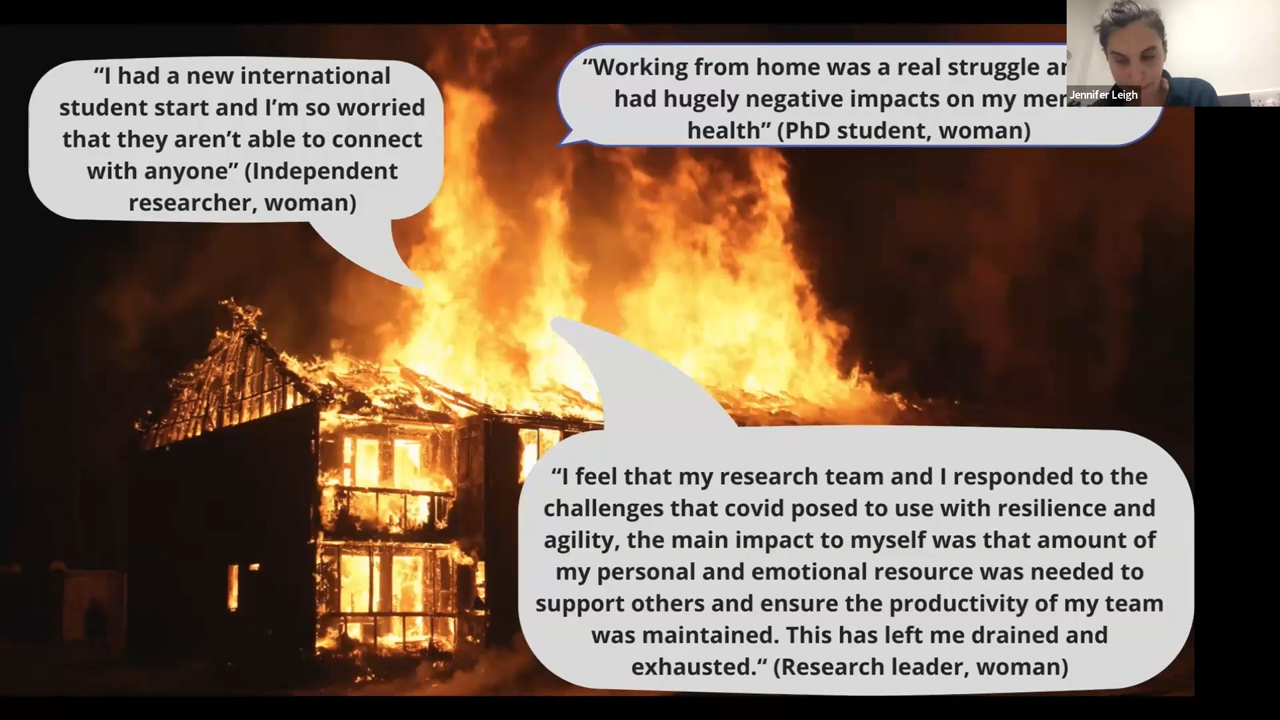 “I had a new international
student start and I’m so worried
that they aren’t able to connect
with anyone” (Independent
researcher, woman)
“Working from home was a real struggle
had hugely negative impacts on my
health” (PhD student, woman)
Jennifer Leigh
“I feel that my research team and I responded to the
challenges that covid posed to use with resilience and
agility, the main impact to myself was that amount of
my personal and emotional resource was needed to
support others and ensure the productivity of my team
was maintained. This has left me drained and
exhausted.“ (Research leader, woman)